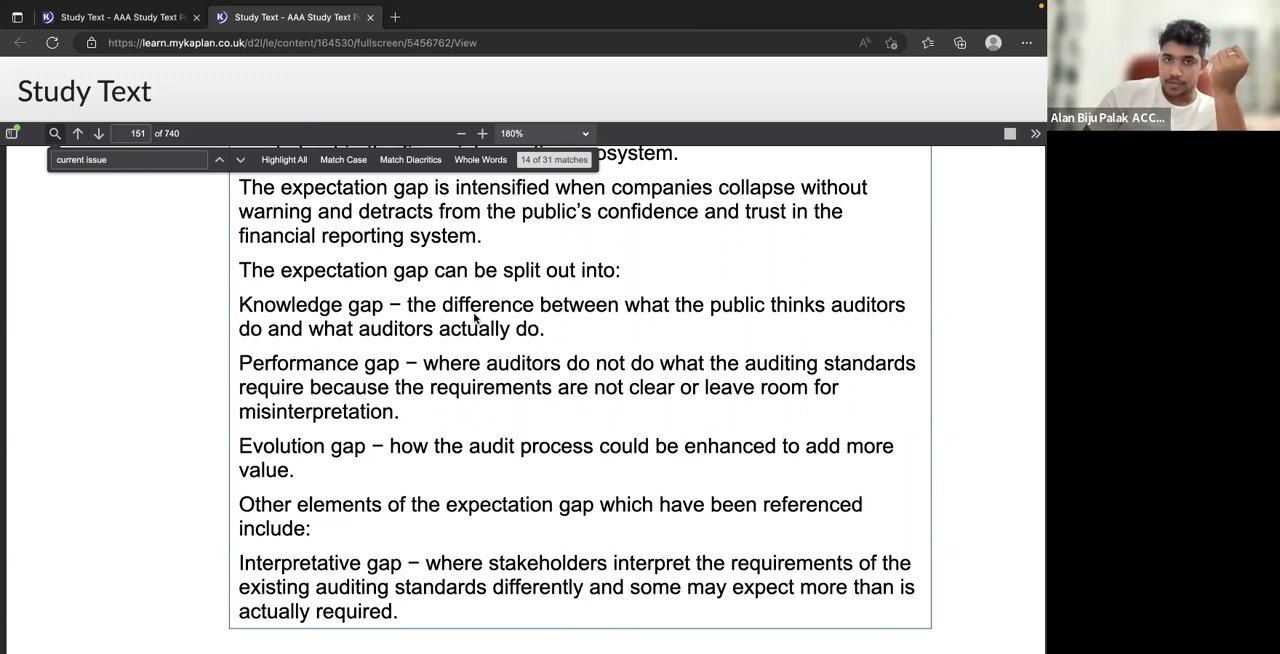 Study Text - AAA Study Text P
Study Text - AAA Study Text P
https://learn.mykaplan.co.uk/d2l/le/content/164530/fullscreen/5456762/View
Study Text
151 of 740
180%
current issue
Highlight All Match Case Match Diacritics Whole Words 14 of 31 matches
osystem.
The expectation gap is intensified when companies collapse without
warning and detracts from the public’s confidence and trust in the
financial reporting system.
The expectation gap can be split out into:
Knowledge gap − the difference between what the public thinks auditors
do and what auditors actually do.
Performance gap − where auditors do not do what the auditing standards
require because the requirements are not clear or leave room for
misinterpretation.
Evolution gap − how the audit process could be enhanced to add more
value.
Other elements of the expectation gap which have been referenced
include:
Interpretative gap − where stakeholders interpret the requirements of the
existing auditing standards differently and some may expect more than is
actually required.
Alan Biju Palak ACC...